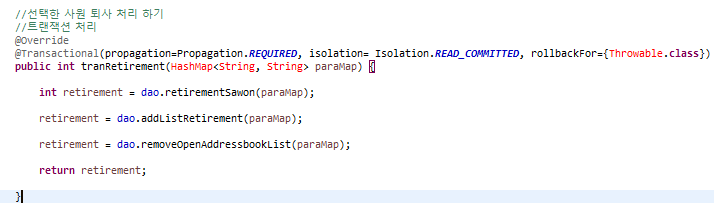 //선택한 사원 퇴사 처리 하기
//트랜잭션 처리
@Override
@Transactional(propagation=Propagation.REQUIRED, isolation= Isolation.READ_COMMITTED, rollbackFor={Throwable.class})
public int tranRetirement(HashMap<String, String> paraMap) {
int retirement = dao.retirementSawon(paraMap);
retirement = dao.addListRetirement(paraMap);
retirement = dao.removeOpenAddressbookList(paraMap);
return retirement;
}